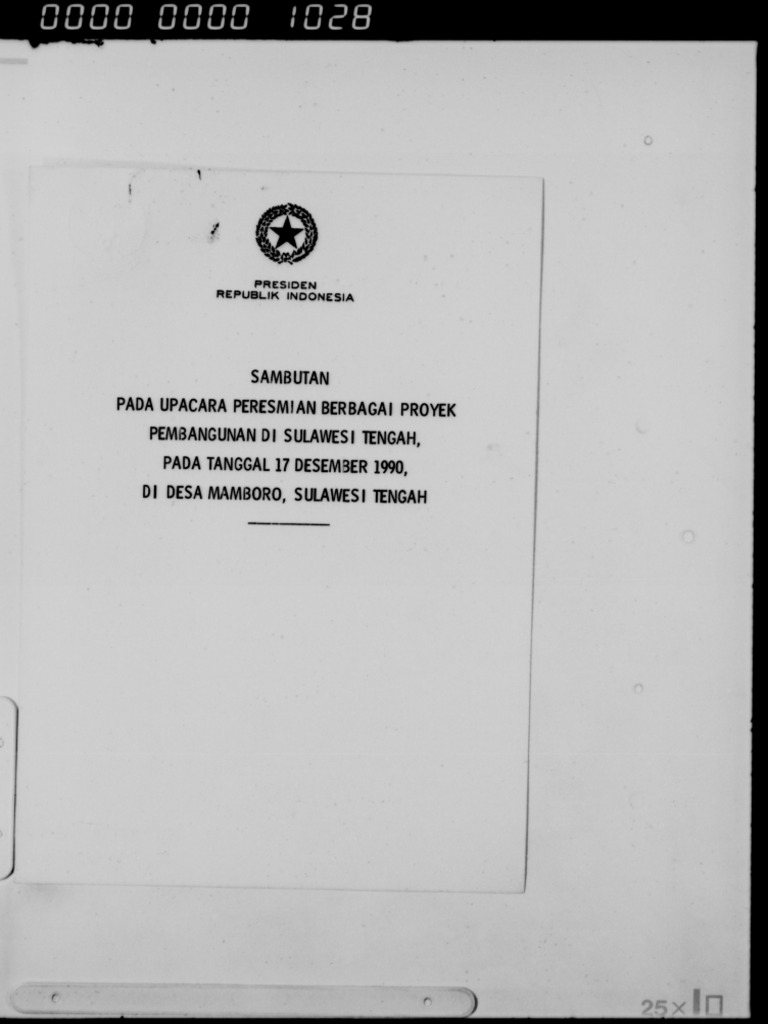 0000 0000 1028
PRESIDEN
REPUBLIK INDONESIA
SAMBUTAN
PADA UPACARA PERESMIAN BERBAGAI PROYEK
PEMBANGUNAN DI SULAWESI TENGAH,
PADA TANGGAL 17 DESEMBER 1990,
DI DESA MAMBORO, SULAWESI TENGAH
25×